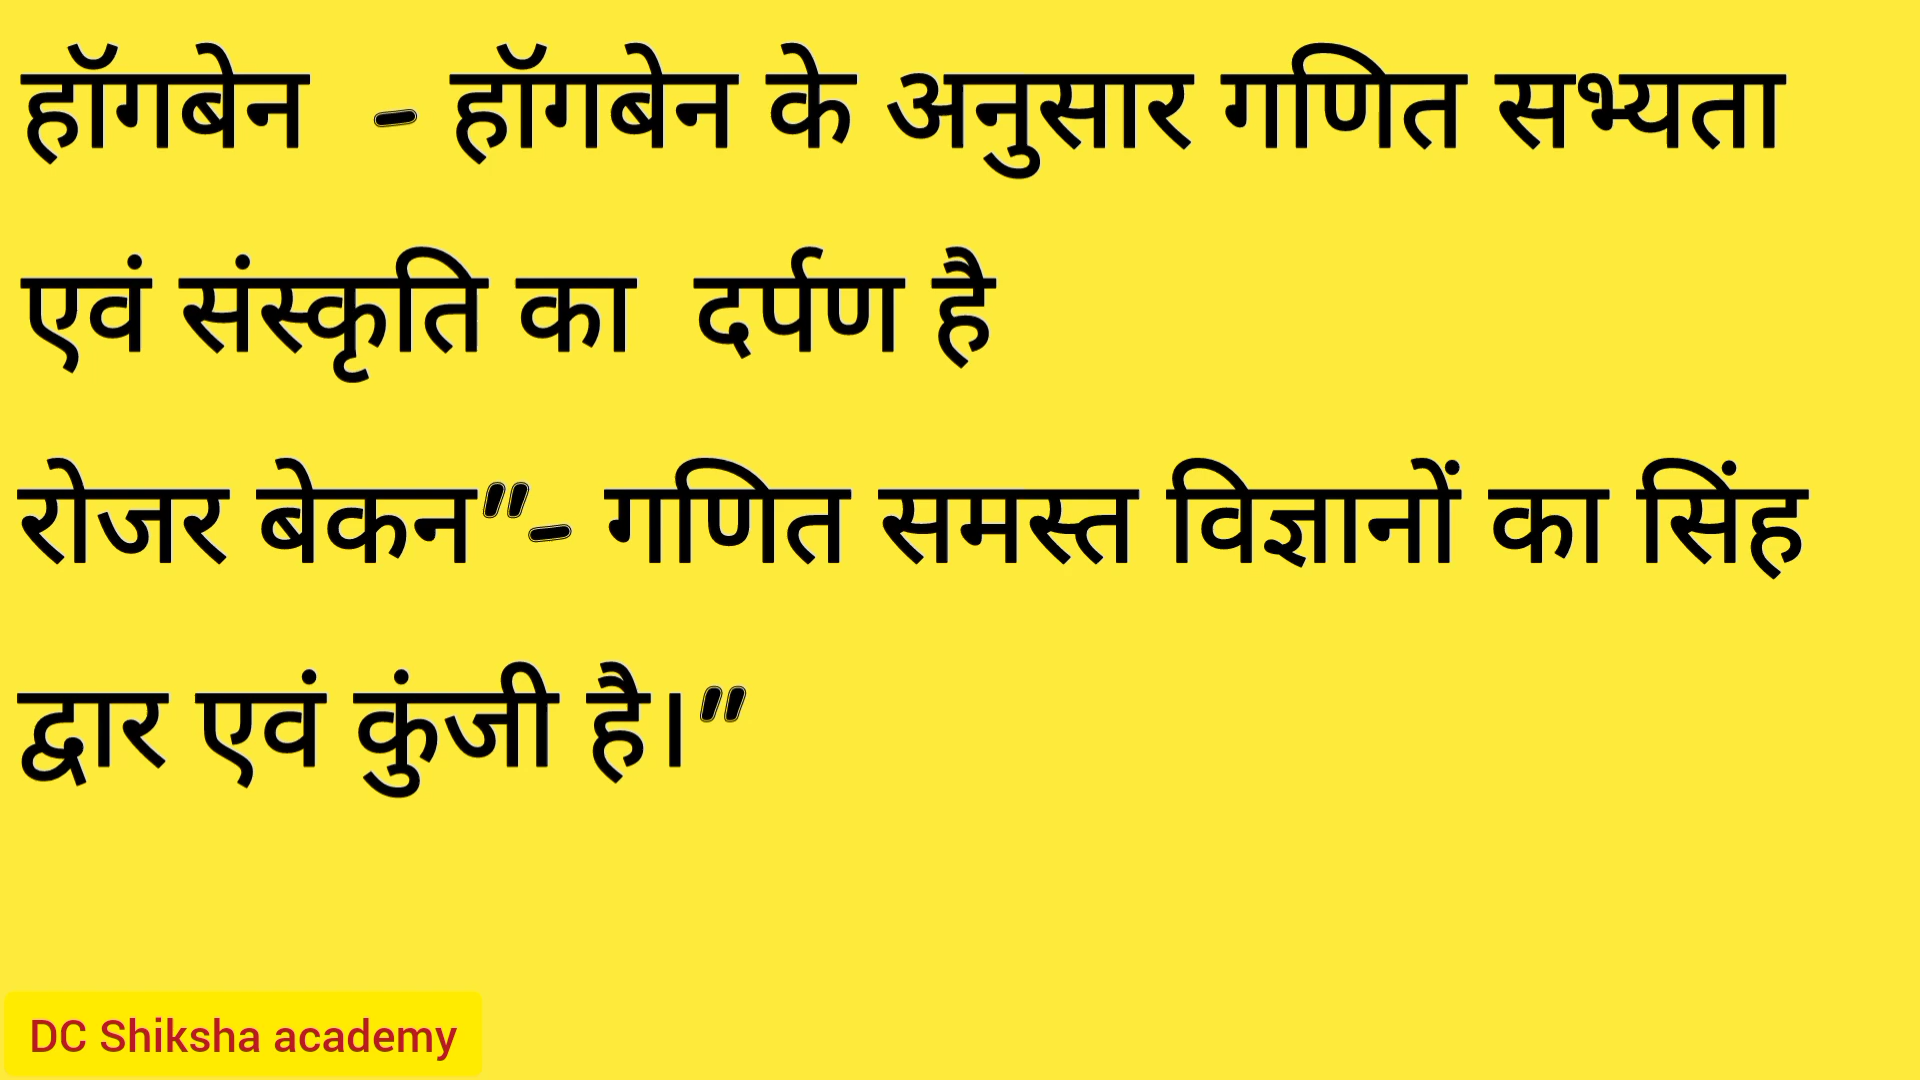 हॉगबेन - हॉगबेन के अनुसार गणित सभ्यता
एवं संस्कृति का दर्पण है
रोजर बेकन"- गणित समस्त विज्ञानों का सिंह
द्वार एवं कुंजी है।"
DC Shiksha academy